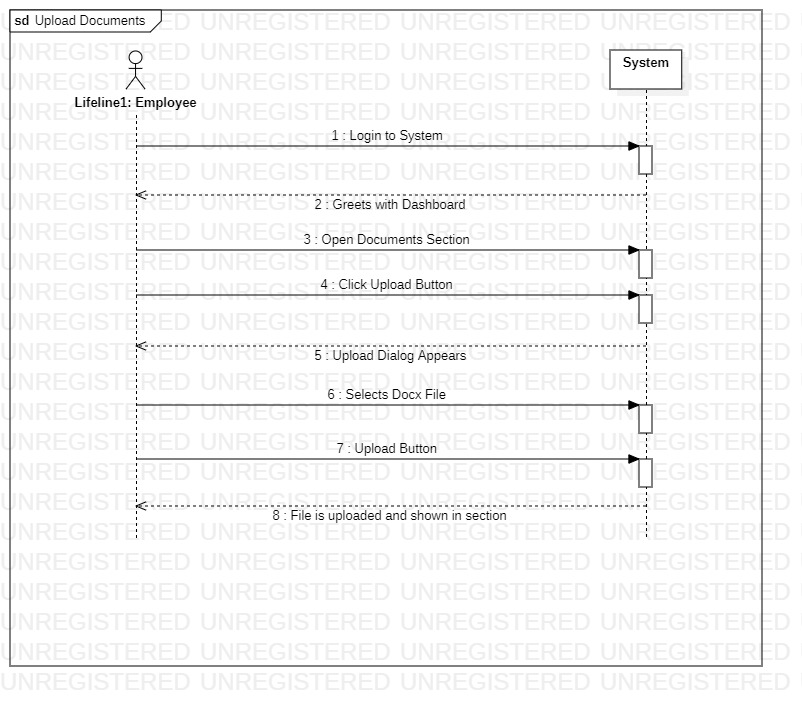 sd Upload Documents
Lifeline1: Employee
System
1 : Login to System
2 : Greets with Dashboard
3 : Open Documents Section
4 : Click Upload Button
5 : Upload Dialog Appears
6 : Selects Docx File
7 : Upload Button
8 : File is uploaded and shown in section
UNREGISTERED UNREGISTERED UNREGISTERED UNREGISTERED